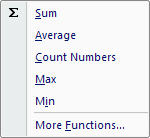 Σ Sum
Average
Count Numbers
Max
Min
More Functions...